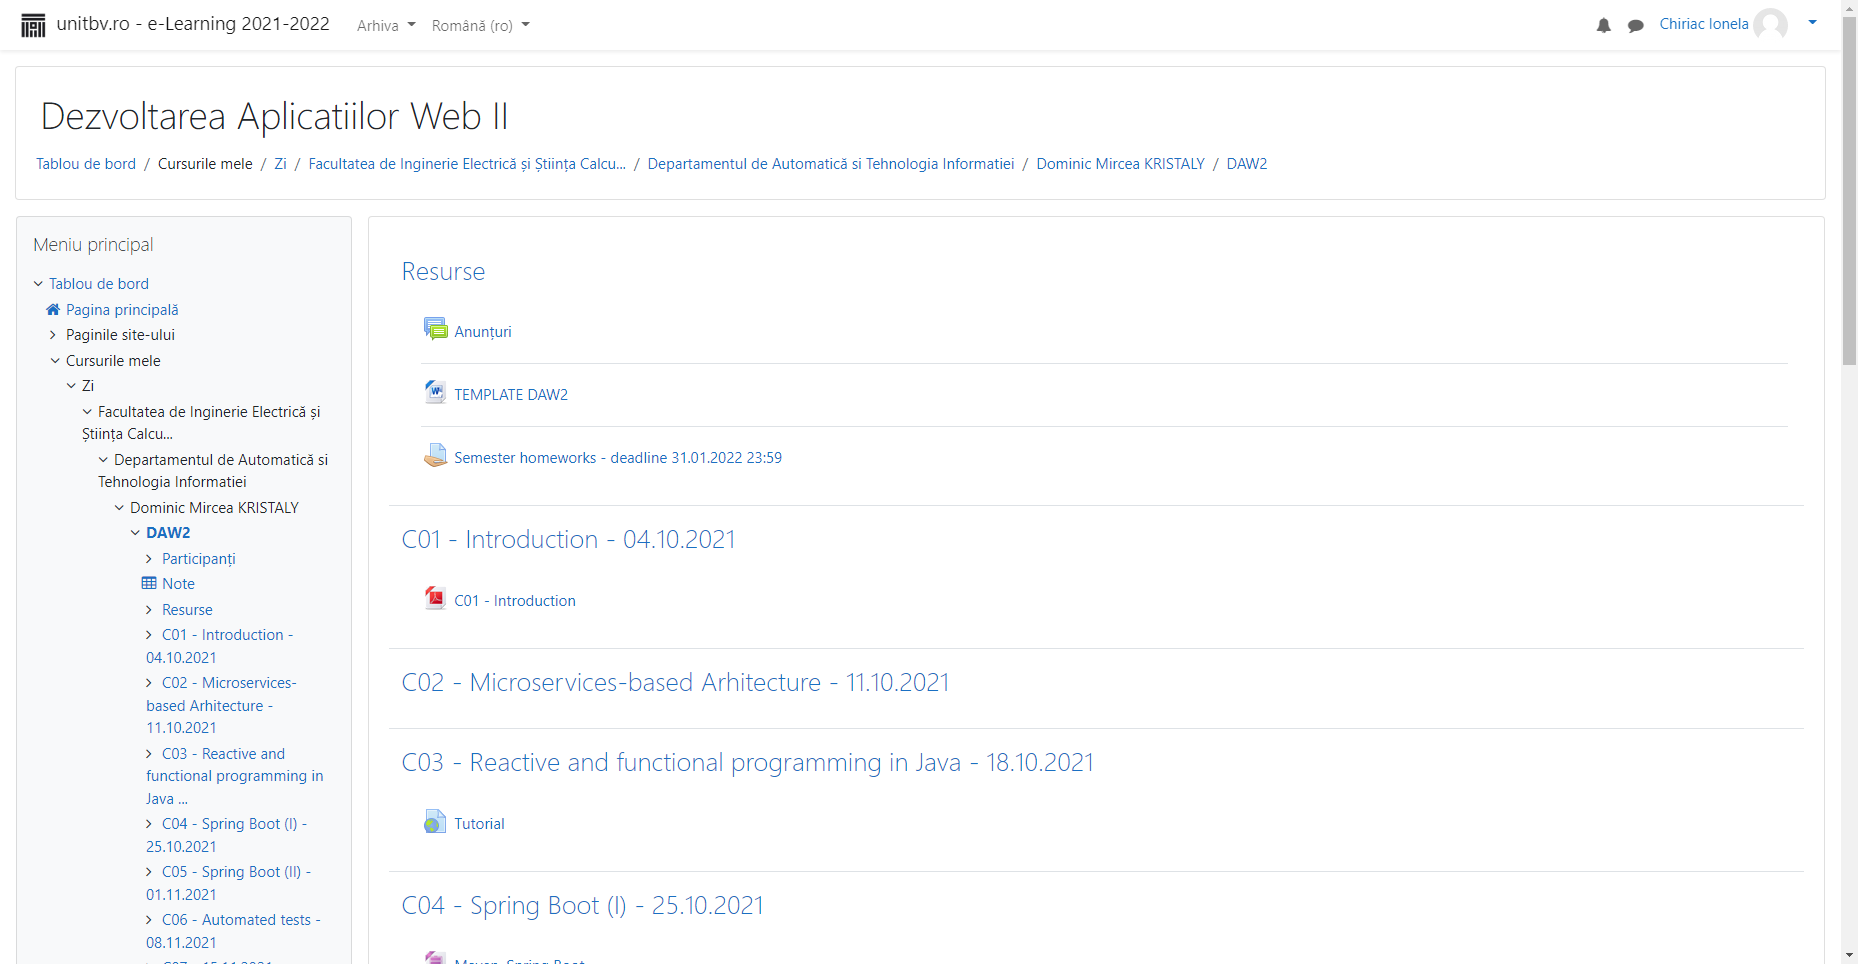 unitbv.ro - e-Learning 2021-2022
Arhiva
Română (ro)
Chiriac Ionela
Dezvoltarea Aplicatiilor Web II
Tablou de bord / Cursurile mele / Zi / Facultatea de Inginerie Electrică și Știința Calcu... / Departamentul de Automatică si Tehnologia Informatiei / Dominic Mircea KRISTALY / DAW2
Meniu principal
Tablou de bord
Pagina principală
Paginile site-ului
Cursurile mele
Zi
Facultatea de Inginerie Electrică și
Știința Calcu...
Departamentul de Automatică si
Tehnologia Informatiei
Dominic Mircea KRISTALY
DAW2
Participanți
Note
Resurse
C01 - Introduction -
04.10.2021
C02 - Microservices-
based Arhitecture -
11.10.2021
C03 - Reactive and
functional programming in
Java ...
C04 - Spring Boot (I) -
25.10.2021
C05 - Spring Boot (II) -
01.11.2021
C06 - Automated tests -
08.11.2021
C07 - 15.11.2021
Resurse
Anunțuri
TEMPLATE DAW2
Semester homeworks - deadline 31.01.2022 23:59
C01 - Introduction - 04.10.2021
C01 - Introduction
C02 - Microservices-based Arhitecture - 11.10.2021
C03 - Reactive and functional programming in Java - 18.10.2021
Tutorial
C04 - Spring Boot (I) - 25.10.2021
Maven, Spring Boot